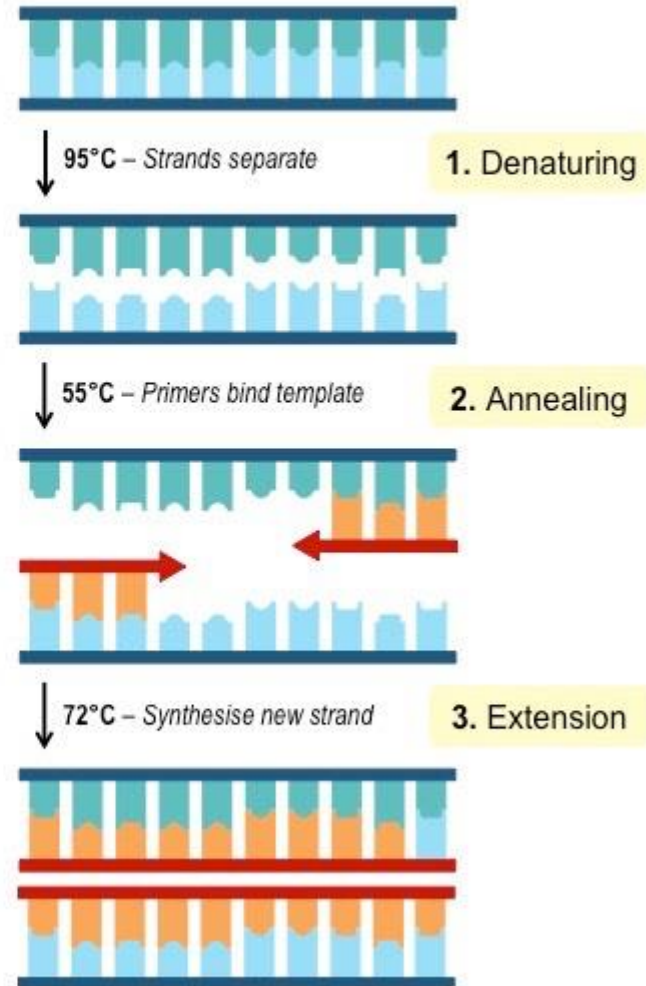 95°C – Strands separate
1. Denaturing
55°C – Primers bind template
2. Annealing
72°C – Synthesise new strand
3. Extension